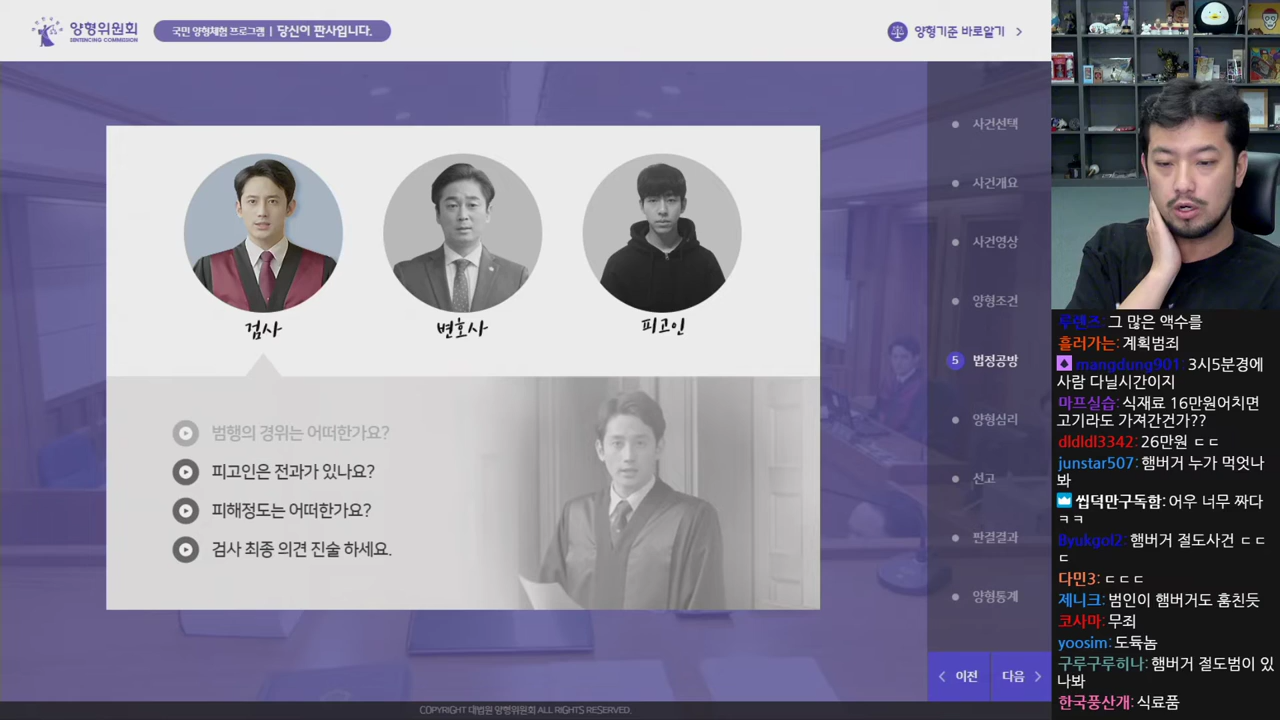 양형위원회
SENTENCING COMMISSION
국민 양형체험 프로그램 | 당신이 판사입니다.
양형기준 바로알기
검사
변호사
피고인
범행의 경위는 어떠한가요?
피고인은 전과가 있나요?
피해정도는 어떠한가요?
검사 최종 의견 진술 하세요.
사건선택
사건개요
사건영상
양형조건
5 법정공방
양형심리
선고
판결결과
양형통계
이전
다음
COPYRIGHT 대법원 양형위원회 ALL RIGHTS RESERVED.
루랜즈: 그 많은 액수를
흘러가는: 계획범죄
mangdung901: 3시5분경에
사람 다닐시간이지
마프실습: 식재료 16만원어치면
고기라도 가져간건가??
dldldl3342: 26만원 ㄷㄷ
junstar507: 햄버거 누가 먹엇나
봐
씹덕만구독함: 어우 너무 짜다
ㅋㅋ
Byukgol2: 햄버거 절도사건 ㄷㄷ
ㄷ
다민3: ㄷㄷㄷ
제니크: 범인이 햄버거도 훔친듯
코사마: 무죄
yoosim: 도둑놈
구루구루히나: 햄버거 절도범이 있
나봐
한국풍산개: 식료품